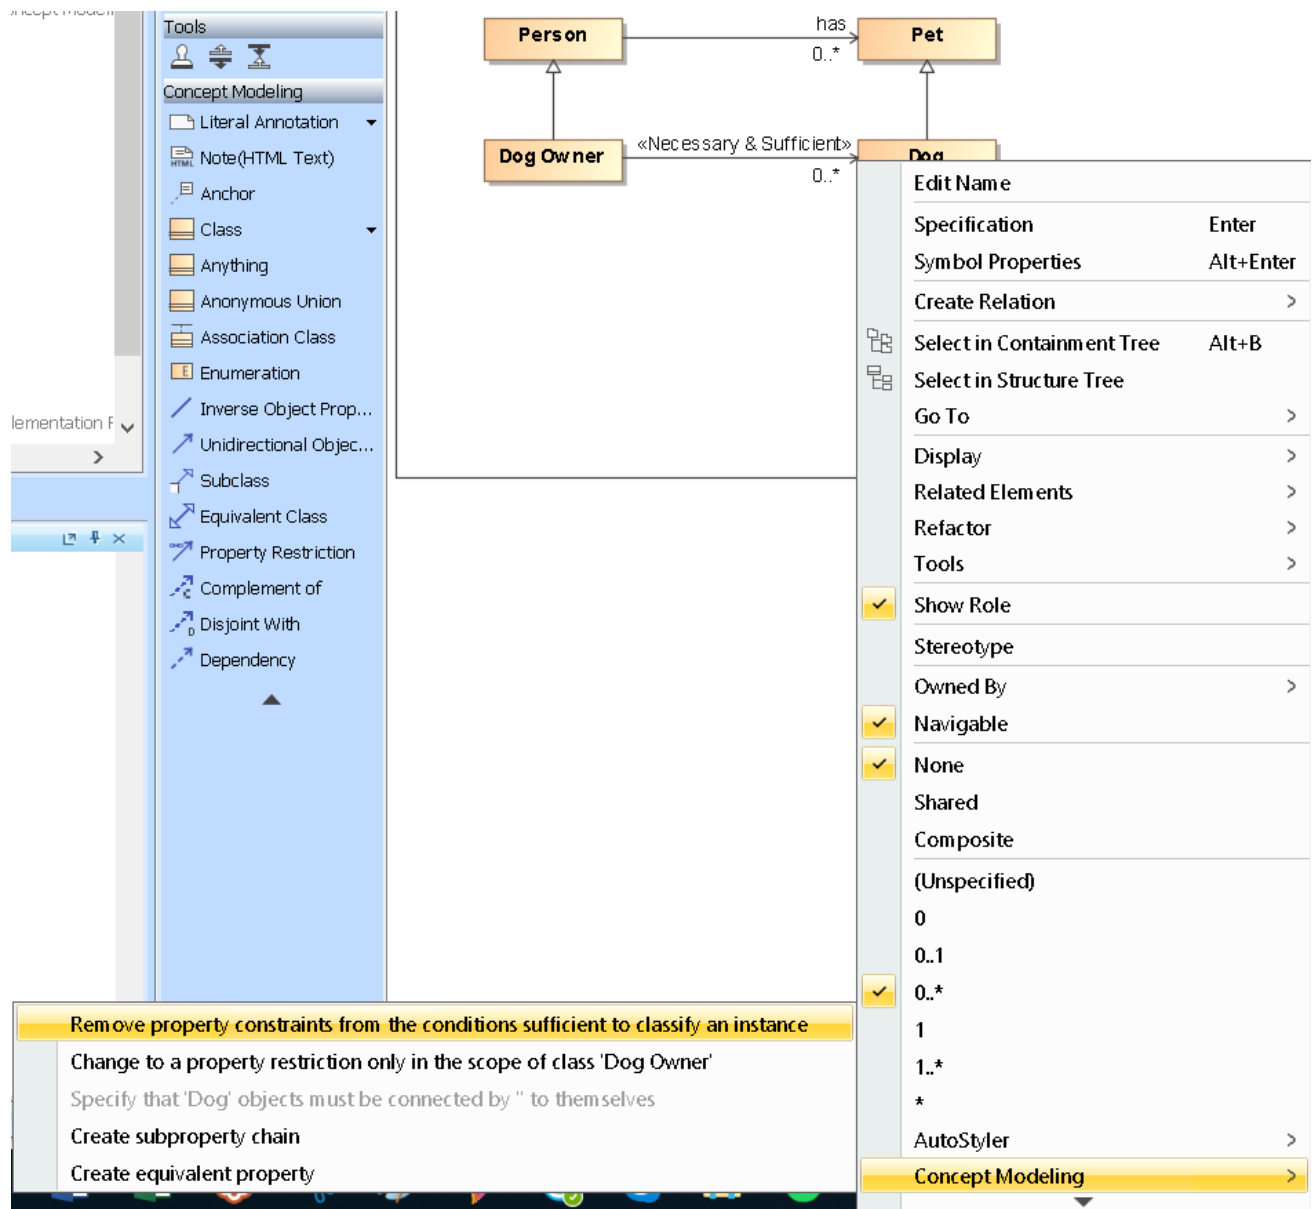 Tools
Concept Modeling
Literal Annotation
HTML
Note(HTML Text)
Anchor
Class
Anything
Anonymous Union
Association Class
E
Enumeration
Inverse Object Prop...
Unidirectional Objec...
Subclass
Equivalent Class
Property Restriction
C
Complement of
D
Disjoint With
Dependency
Person
has
0..*
Pet
Dog Owner
«Necessary & Sufficient»
0..*
Dog
Edit Name
Specification Enter
Symbol Properties Alt+Enter
Create Relation
Select in Containment Tree Alt+B
Select in Structure Tree
Go To
Display
Related Elements
Refactor
Tools
Show Role
Stereotype
Owned By
Navigable
None
Shared
Composite
(Unspecified)
0
0..1
0..*
1
1..*
*
AutoStyler
Concept Modeling
Remove property constraints from the conditions sufficient to classify an instance
Change to a property restriction only in the scope of class 'Dog Owner'
Specify that 'Dog' objects must be connected by '' to themselves
Create subproperty chain
Create equivalent property